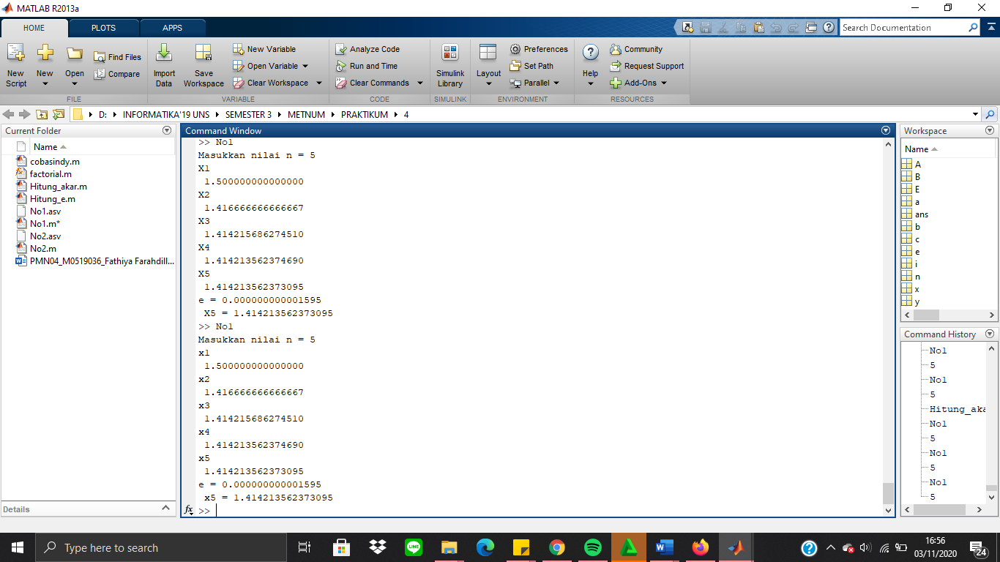 MATLAB R2013a
HOME PLOTS APPS Search Documentation
New Script
New
Open
Find Files
Compare
Import Data
Save Workspace
New Variable
Open Variable
Clear Workspace
Analyze Code
Run and Time
Clear Commands
Simulink Library
Layout
Preferences
Set Path
Parallel
Help
Community
Request Support
Add-Ons
FILE VARIABLE CODE SIMULINK ENVIRONMENT RESOURCES
D: INFORMATIKA'19 UNS SEMESTER 3 METNUM PRAKTIKUM 4
Current Folder
Name
cobasindy.m
factorial.m
Hitung_akar.m
Hitung_e.m
No1.asv
No1.m*
No2.asv
No2.m
PMN04_M0519036_Fathiya Farahdill...
Details
Command Window
>> No1
Masukkan nilai n = 5
X1
1.500000000000000
X2
1.416666666666667
X3
1.414215686274510
X4
1.414213562374690
X5
1.414213562373095
e = 0.000000000001595
X5 = 1.414213562373095
>> No1
Masukkan nilai n = 5
x1
1.500000000000000
x2
1.416666666666667
x3
1.414215686274510
x4
1.414213562374690
x5
1.414213562373095
e = 0.000000000001595
x5 = 1.414213562373095
fx >>
Workspace
Name
A
B
E
a
ans
b
c
e
i
n
x
y
Command History
No1
5
No1
5
Hitung_aka
No1
5
No1
5
No1
5
Type here to search
LINE
16:56
03/11/2020
24